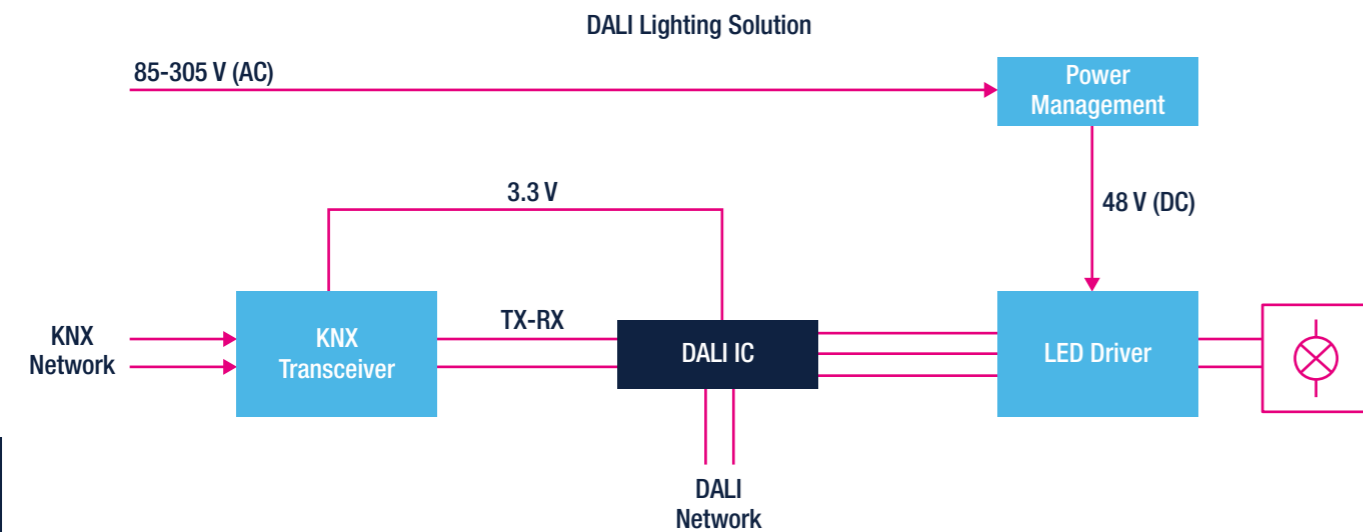 DALI Lighting Solution
85-305 V (AC)
Power
Management
3.3 V
48 V (DC)
KNX
Network
KNX
Transceiver
TX-RX
DALI IC
LED Driver
DALI
Network